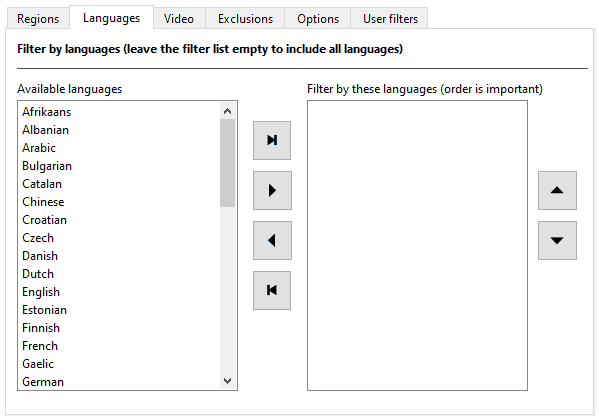 Regions Languages Video Exclusions Options User filters
Filter by languages (leave the filter list empty to include all languages)
Available languages
Filter by these languages (order is important)
Afrikaans
Albanian
Arabic
Bulgarian
Catalan
Chinese
Croatian
Czech
Danish
Dutch
English
Estonian
Finnish
French
Gaelic
German